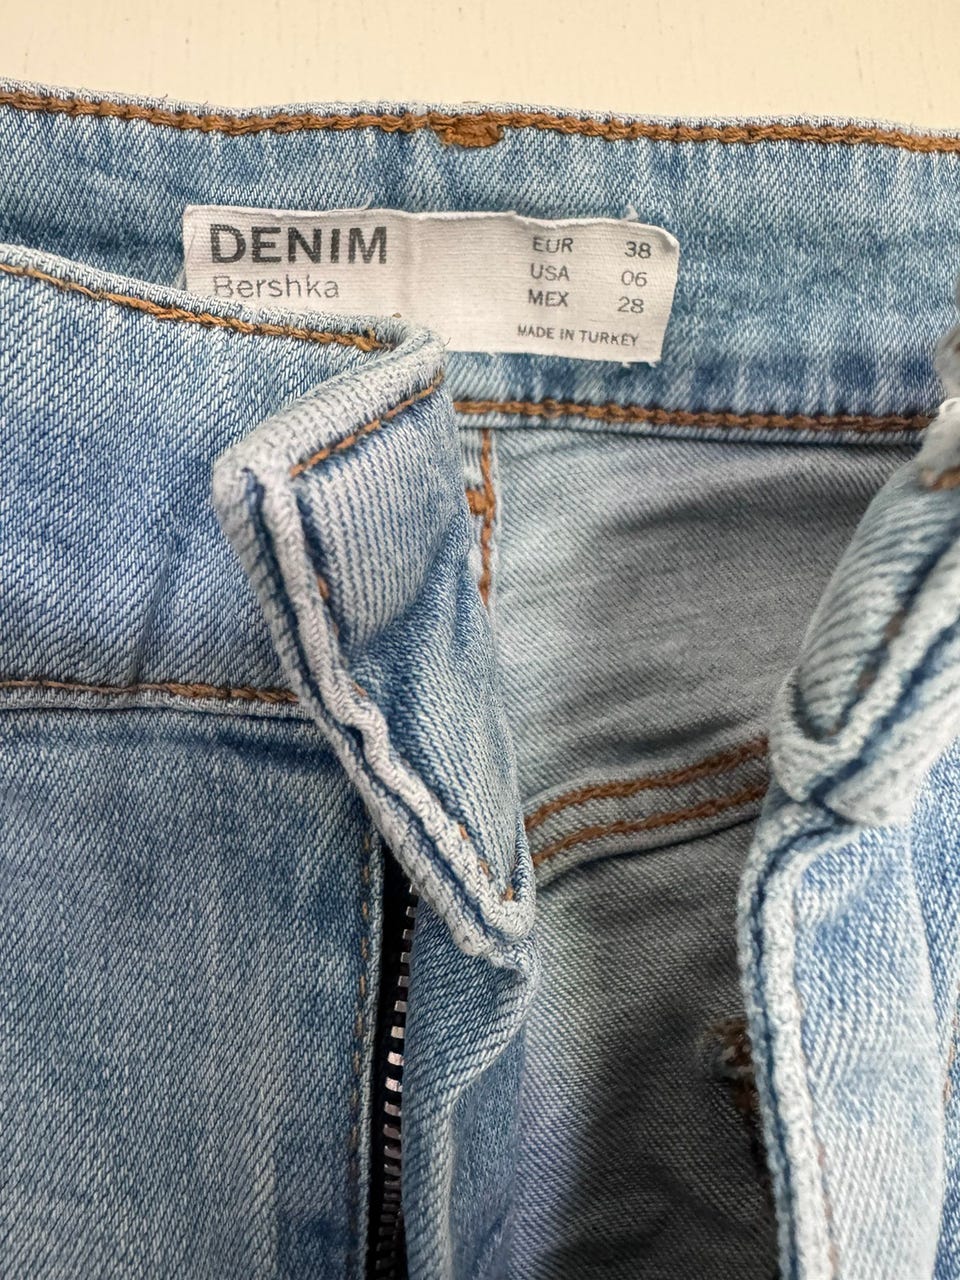 DENIM
Bershka
EUR 38
USA 06
MEX 28
MADE IN TURKEY